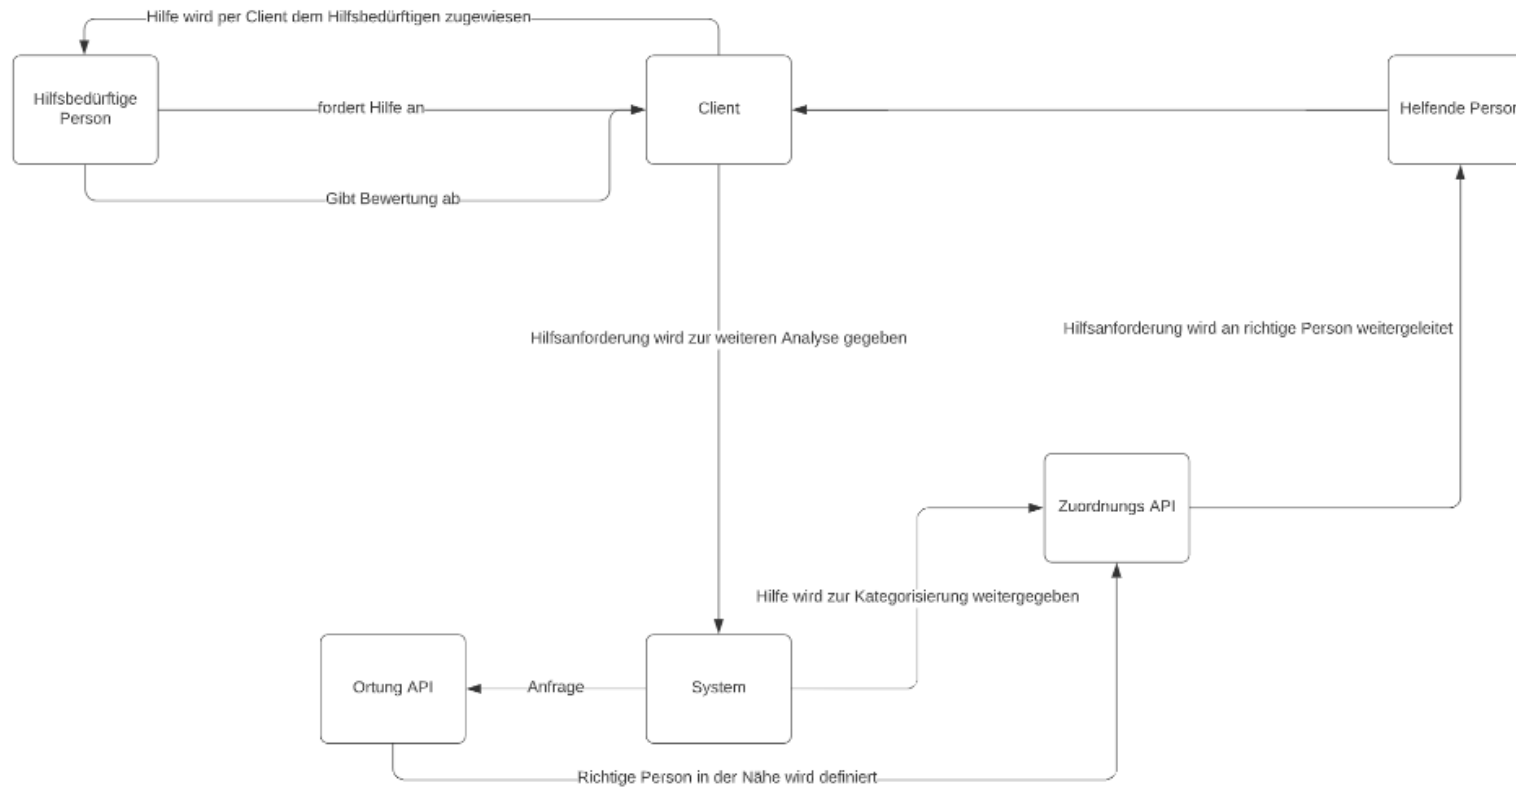 Hilfe wird per Client dem Hilfsbedürftigen zugewiesen
Hilfsbedürftige
Person
fordert Hilfe an
Client
Helfende Person
Gibt Bewertung ab
Hilfsanforderung wird zur weiteren Analyse gegeben
Hilfsanforderung wird an richtige Person weitergeleitet
Zuordnungs API
Hilfe wird zur Kategorisierung weitergegeben
Ortung API
Anfrage
System
Richtige Person in der Nähe wird definiert